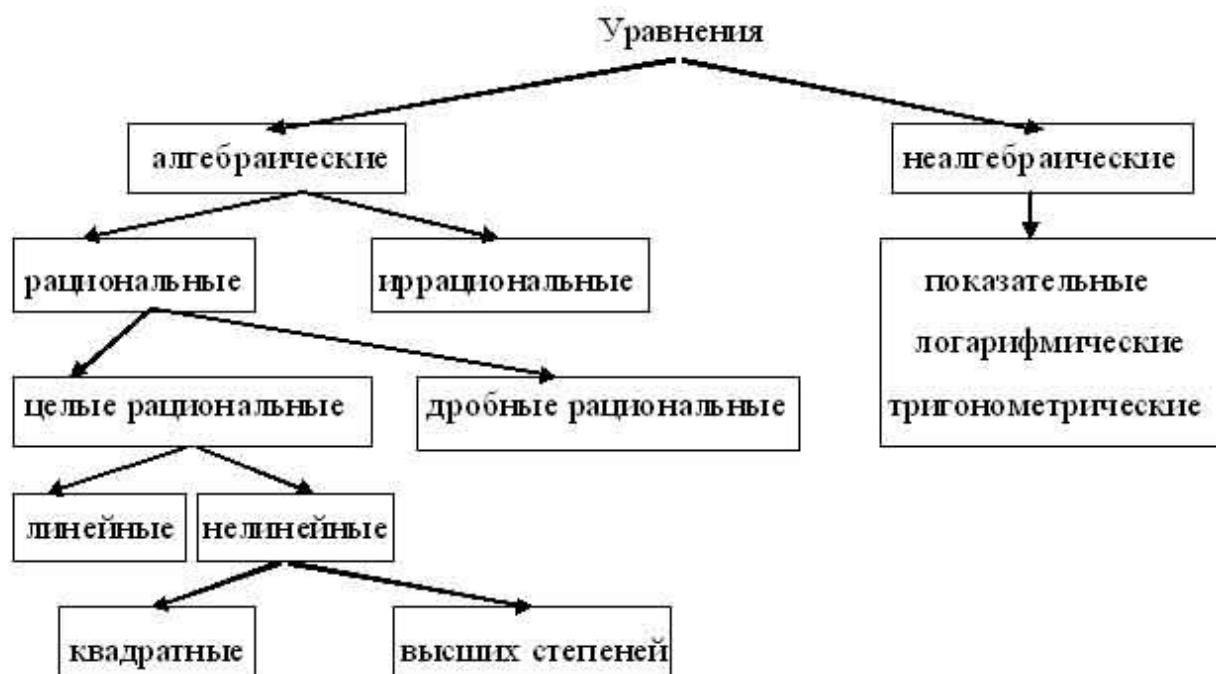 Уравнения
алгебраические
неалгебраические
рациональные
иррациональные
показательные
логарифмические
тригонометрические
целые рациональные
дробные рациональные
линейные
нелинейные
квадратные
высших степеней